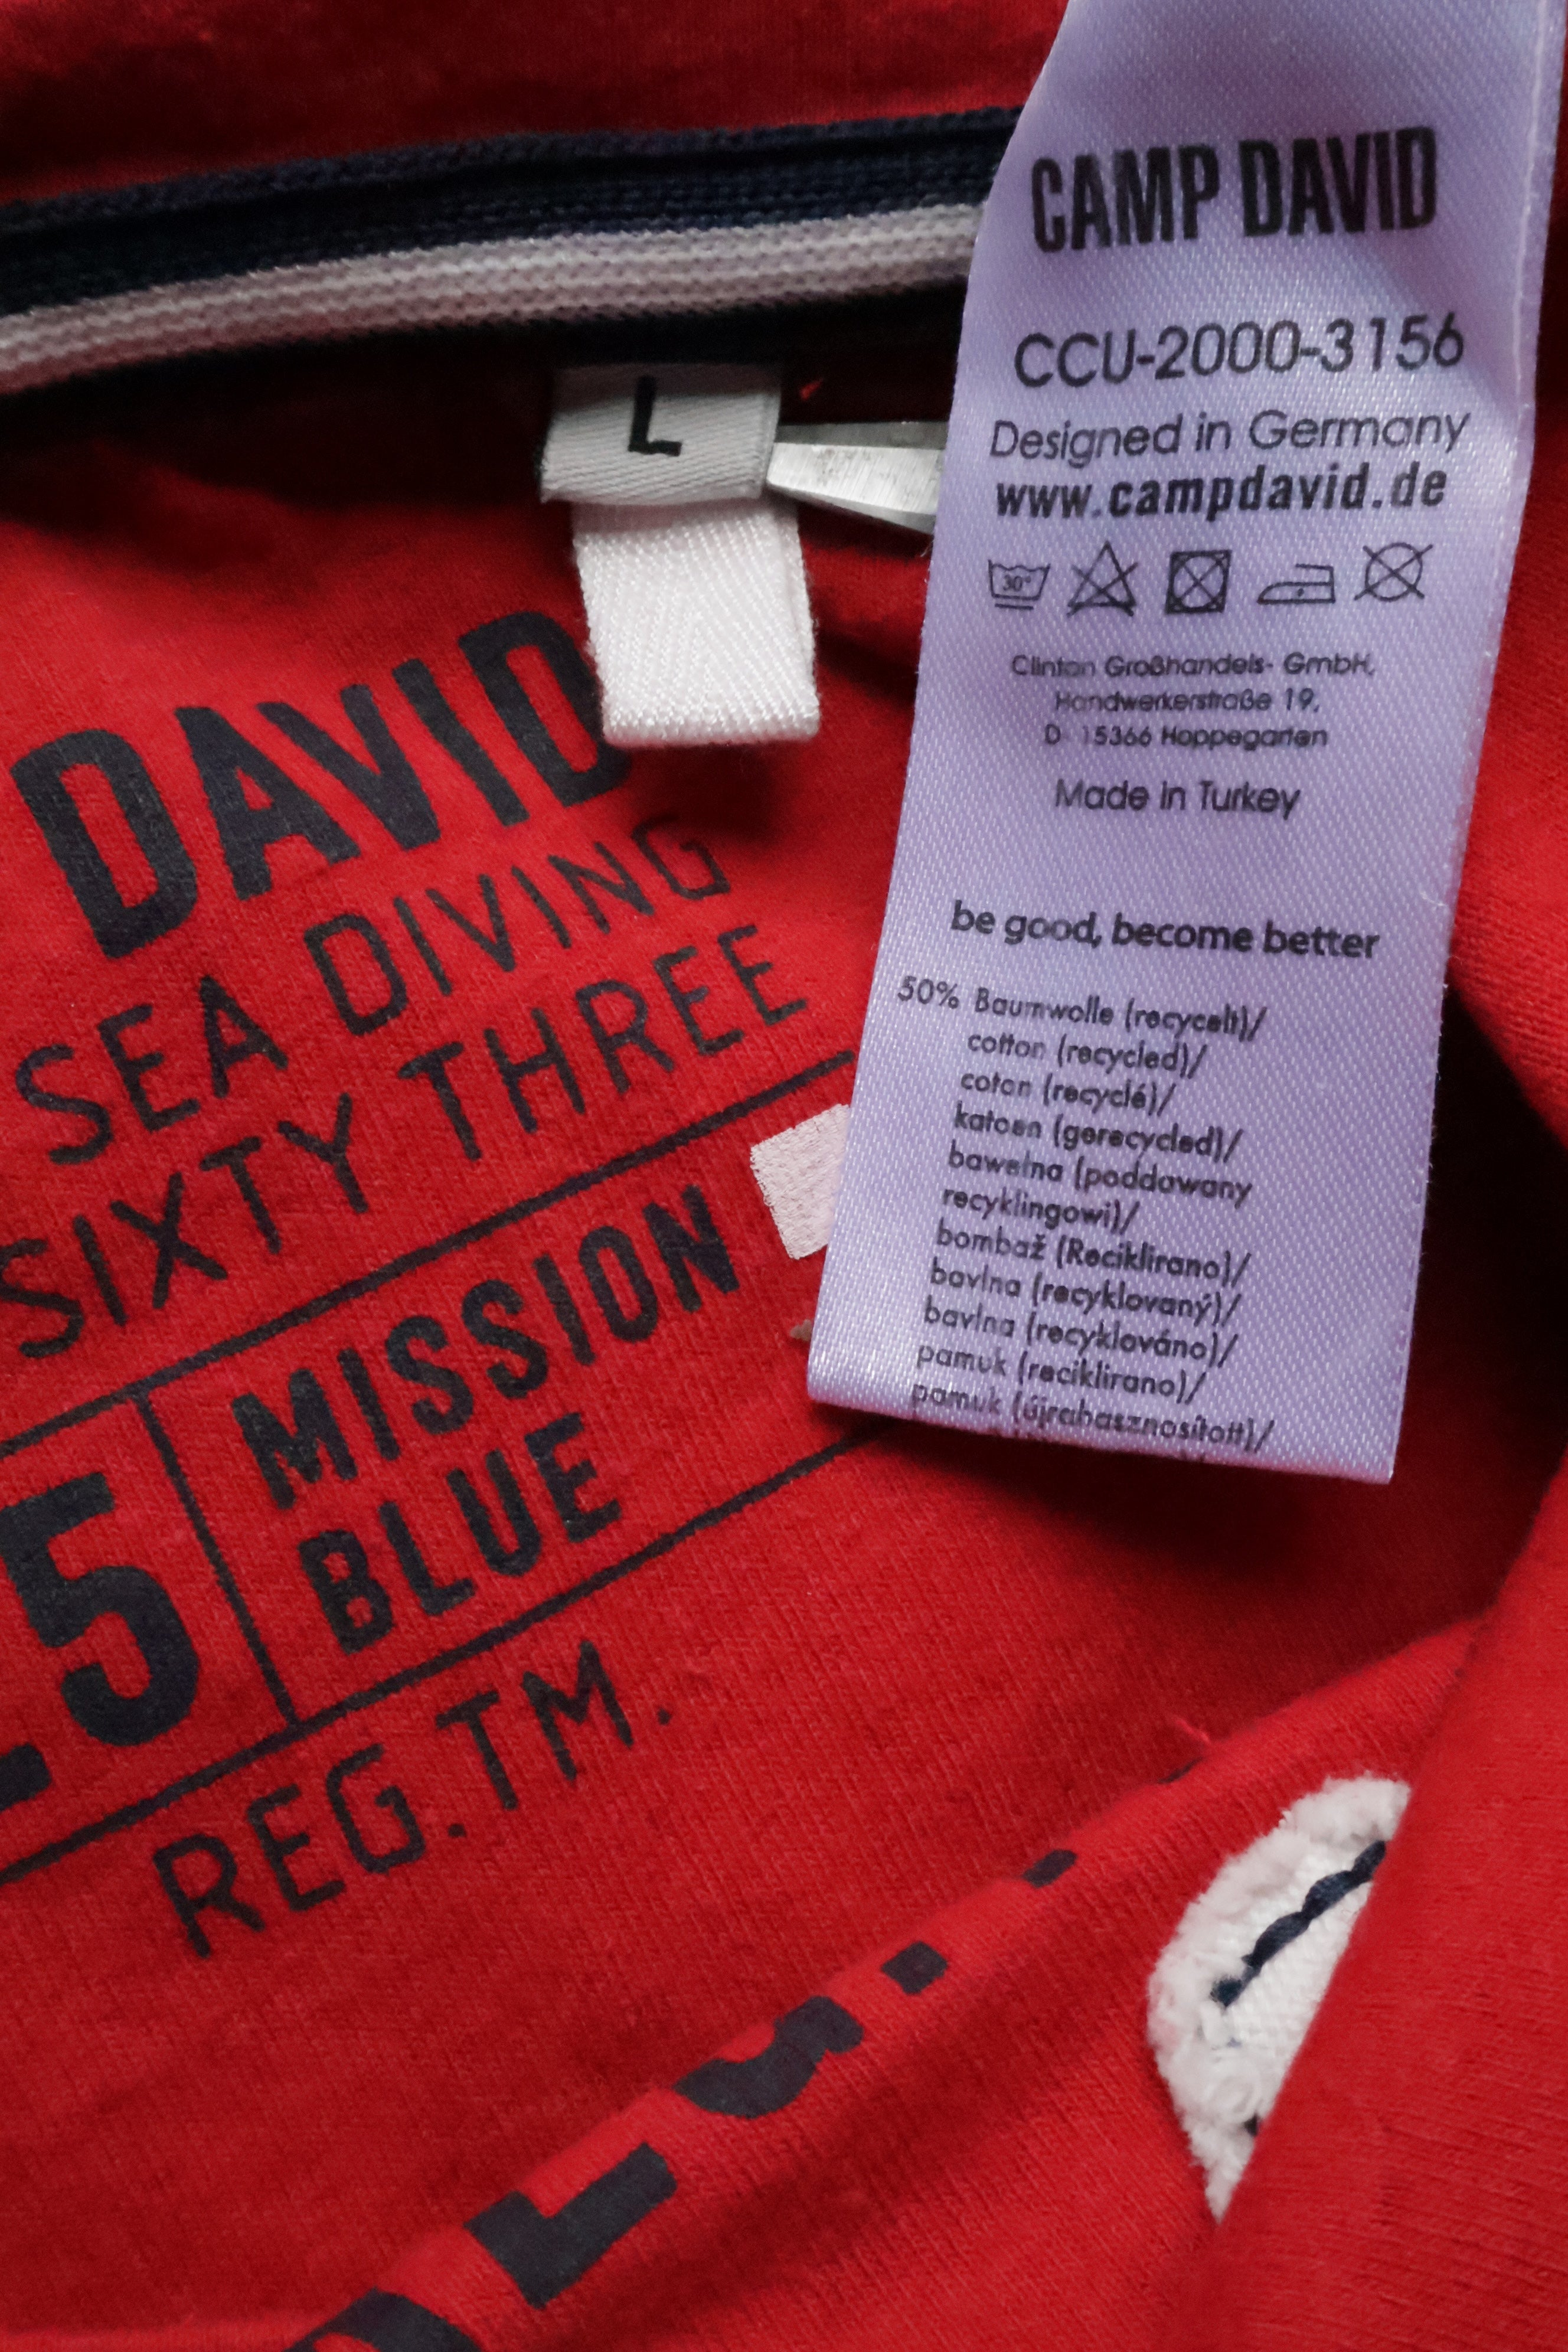 CAMP DAVID
CCU-2000-3156
Designed in Germany
www.campdavid.de
30°
Clinton Großhandels- GmbH,
Handwerkerstraße 19,
D 15366 Hoppegarten
Made in Turkey
be good, become better
50% Baumwolle (recycelt)/
cotton (recycled)/
coton (recyclé)/
katoen (gerecycled)/
bawełna (poddawany
recyklingowi)/
bombaž (Reciklirano)/
bavlna (recyklovaný)/
bavlna (recyklováno)/
pamuk (reciklirano)/
pamuk (újrahasznosított)/
L
DAVID
SEA DIVING
SIXTY THREE
5
MISSION
BLUE
REG.TM.